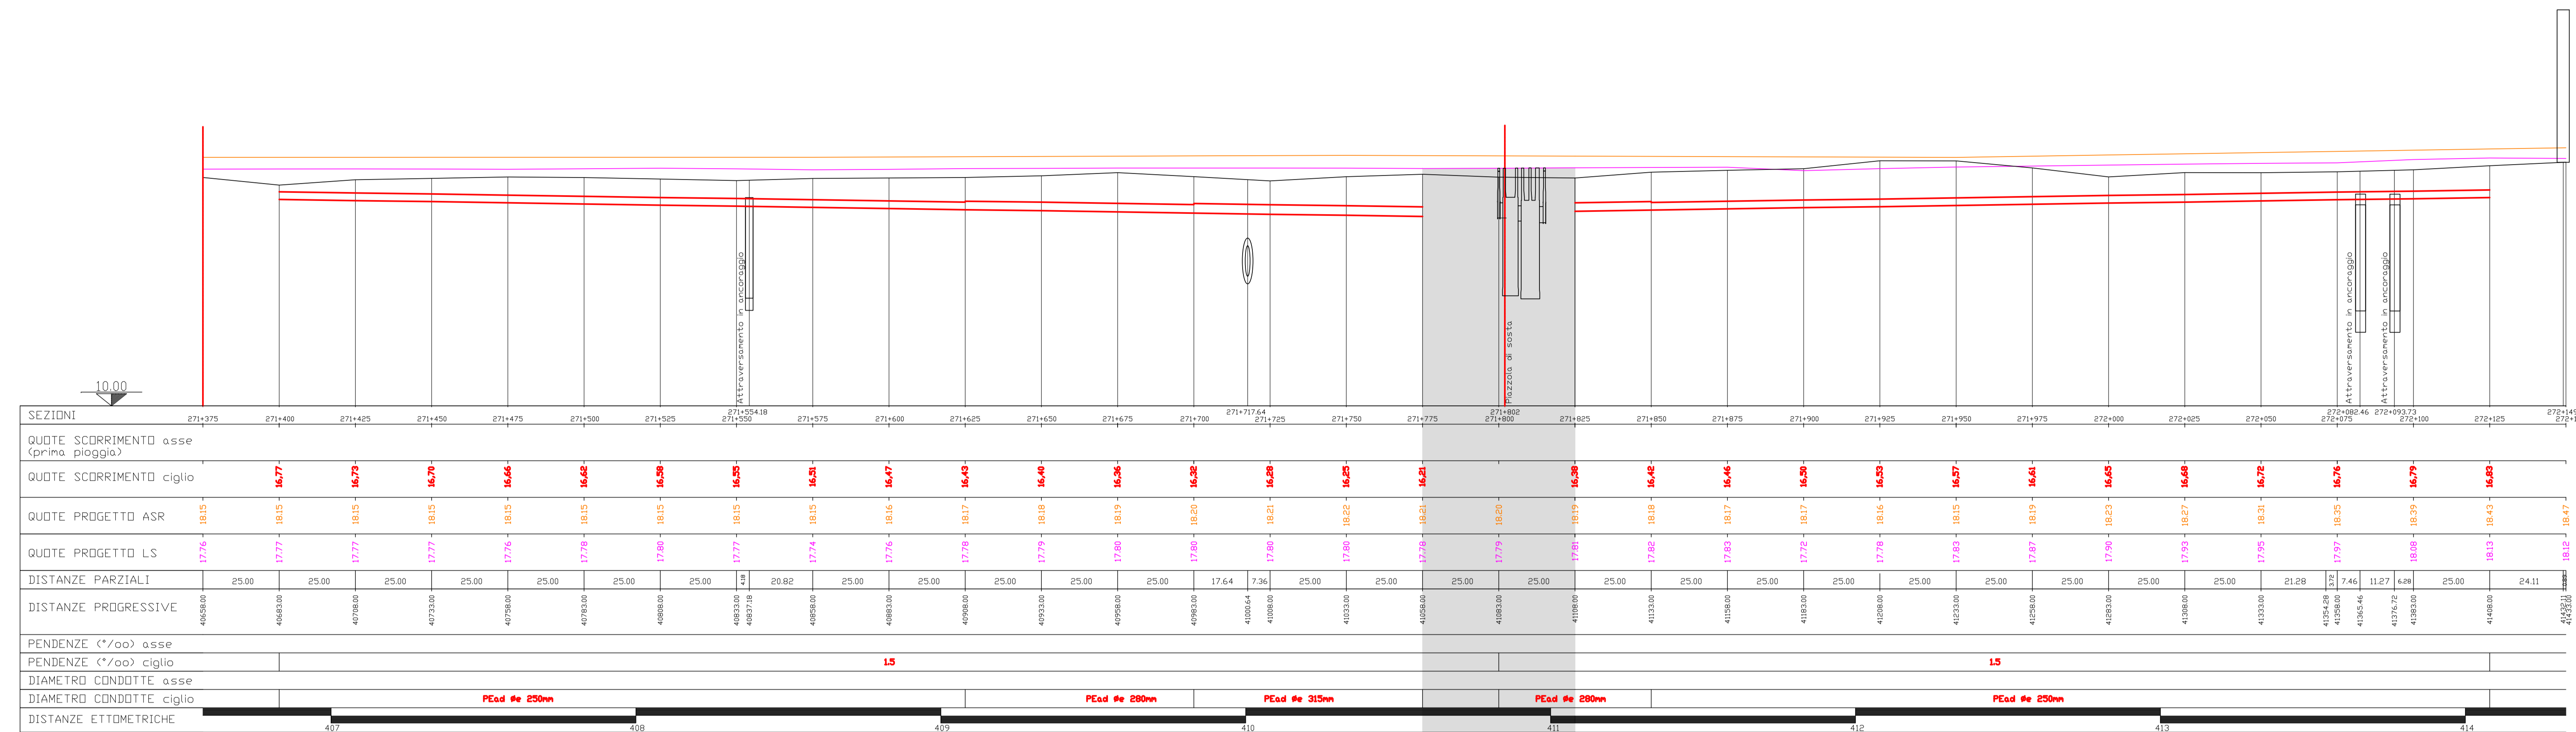 Attraversamento in ancoraggio
Piazzola di sosta
Attraversamento in ancoraggio
Attraversamento in ancoraggio
10.00
271+554.18 271+717.64 271+802 272+082.46 272+093.73 272+149
SEZIONI 271+375 271+400 271+425 271+450 271+475 271+500 271+525 271+550 271+575 271+600 271+625 271+650 271+675 271+700 271+725 271+750 271+775 271+800 271+825 271+850 271+875 271+900 271+925 271+950 271+975 272+000 272+025 272+050 272+075 272+100 272+125
QUOTE SCORRIMENTO asse
(prima pioggia)
QUOTE SCORRIMENTO ciglio 16,77 16,73 16,70 16,66 16,62 16,58 16,55 16,51 16,47 16,43 16,40 16,36 16,32 16,28 16,25 16,21 16,38 16,42 16,46 16,50 16,53 16,57 16,61 16,65 16,68 16,72 16,76 16,79 16,83
QUOTE PROGETTO ASR 18.15 18.15 18.15 18.15 18.15 18.15 18.15 18.15 18.15 18.16 18.17 18.18 18.19 18.20 18.21 18.22 18.21 18.20 18.19 18.18 18.17 18.17 18.16 18.15 18.19 18.23 18.27 18.31 18.35 18.39 18.43 18.47
QUOTE PROGETTO LS 17.76 17.77 17.77 17.77 17.76 17.78 17.80 17.77 17.74 17.76 17.78 17.79 17.80 17.80 17.80 17.80 17.78 17.79 17.81 17.82 17.83 17.72 17.78 17.83 17.87 17.90 17.93 17.95 17.97 18.08 18.13 18.12
DISTANZE PARZIALI 25.00 25.00 25.00 25.00 25.00 25.00 25.00 4.18 20.82 25.00 25.00 25.00 25.00 17.64 7.36 25.00 25.00 25.00 25.00 25.00 25.00 25.00 25.00 25.00 25.00 25.00 25.00 21.28 3.72 7.46 11.27 6.28 25.00 24.11
DISTANZE PROGRESSIVE 40658.00 40683.00 40708.00 40733.00 40758.00 40783.00 40808.00 40833.00 40837.18 40858.00 40883.00 40908.00 40933.00 40958.00 40983.00 41000.64 41008.00 41033.00 41058.00 41083.00 41108.00 41133.00 41158.00 41183.00 41208.00 41233.00 41258.00 41283.00 41308.00 41333.00 41354.28 41358.00 41365.46 41376.72 41383.00 41408.00 41432.11 41433.00
PENDENZE (°/oo) asse
PENDENZE (°/oo) ciglio 1.5 1.5
DIAMETRO CONDOTTE asse
DIAMETRO CONDOTTE ciglio PEad Øe 250mm PEad Øe 280mm PEad Øe 315mm PEad Øe 280mm PEad Øe 250mm
DISTANZE ETTOMETRICHE
407 408 409 410 411 412 413 414